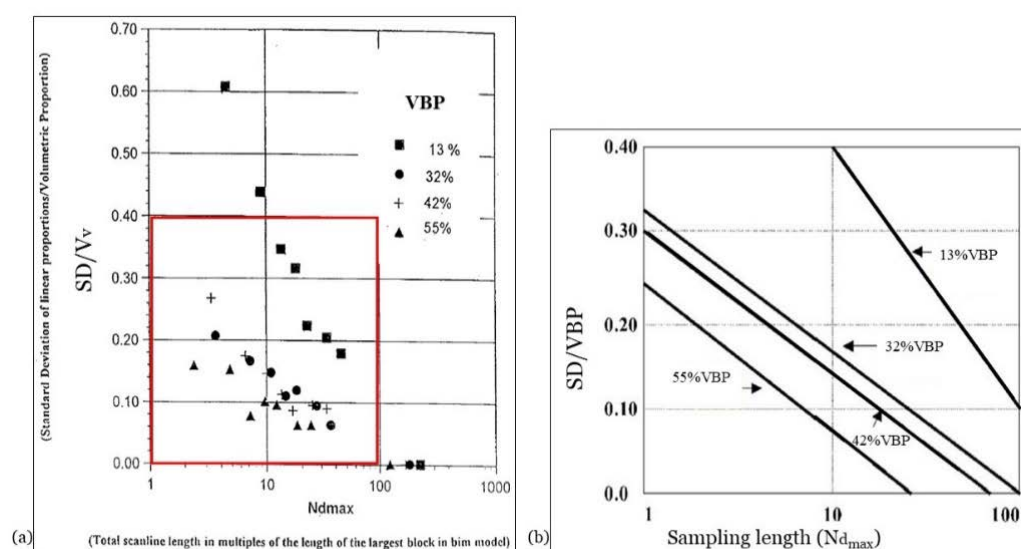 (Standard Deviation of linear proportions/Volumetric Proportion)
SD/Vv
0.70
0.60
0.50
0.40
0.30
0.20
0.10
0.00
VBP
13 %
32%
42%
55%
1
10
100
1000
Ndmax
(a)
(Total scanline length in multiples of the length of the largest block in bim model)
SD/VBP
0.40
0.30
0.20
0.10
0.0
13%VBP
32%VBP
55%VBP
42%VBP
1
10
100
Sampling length (Ndmax)
(b)